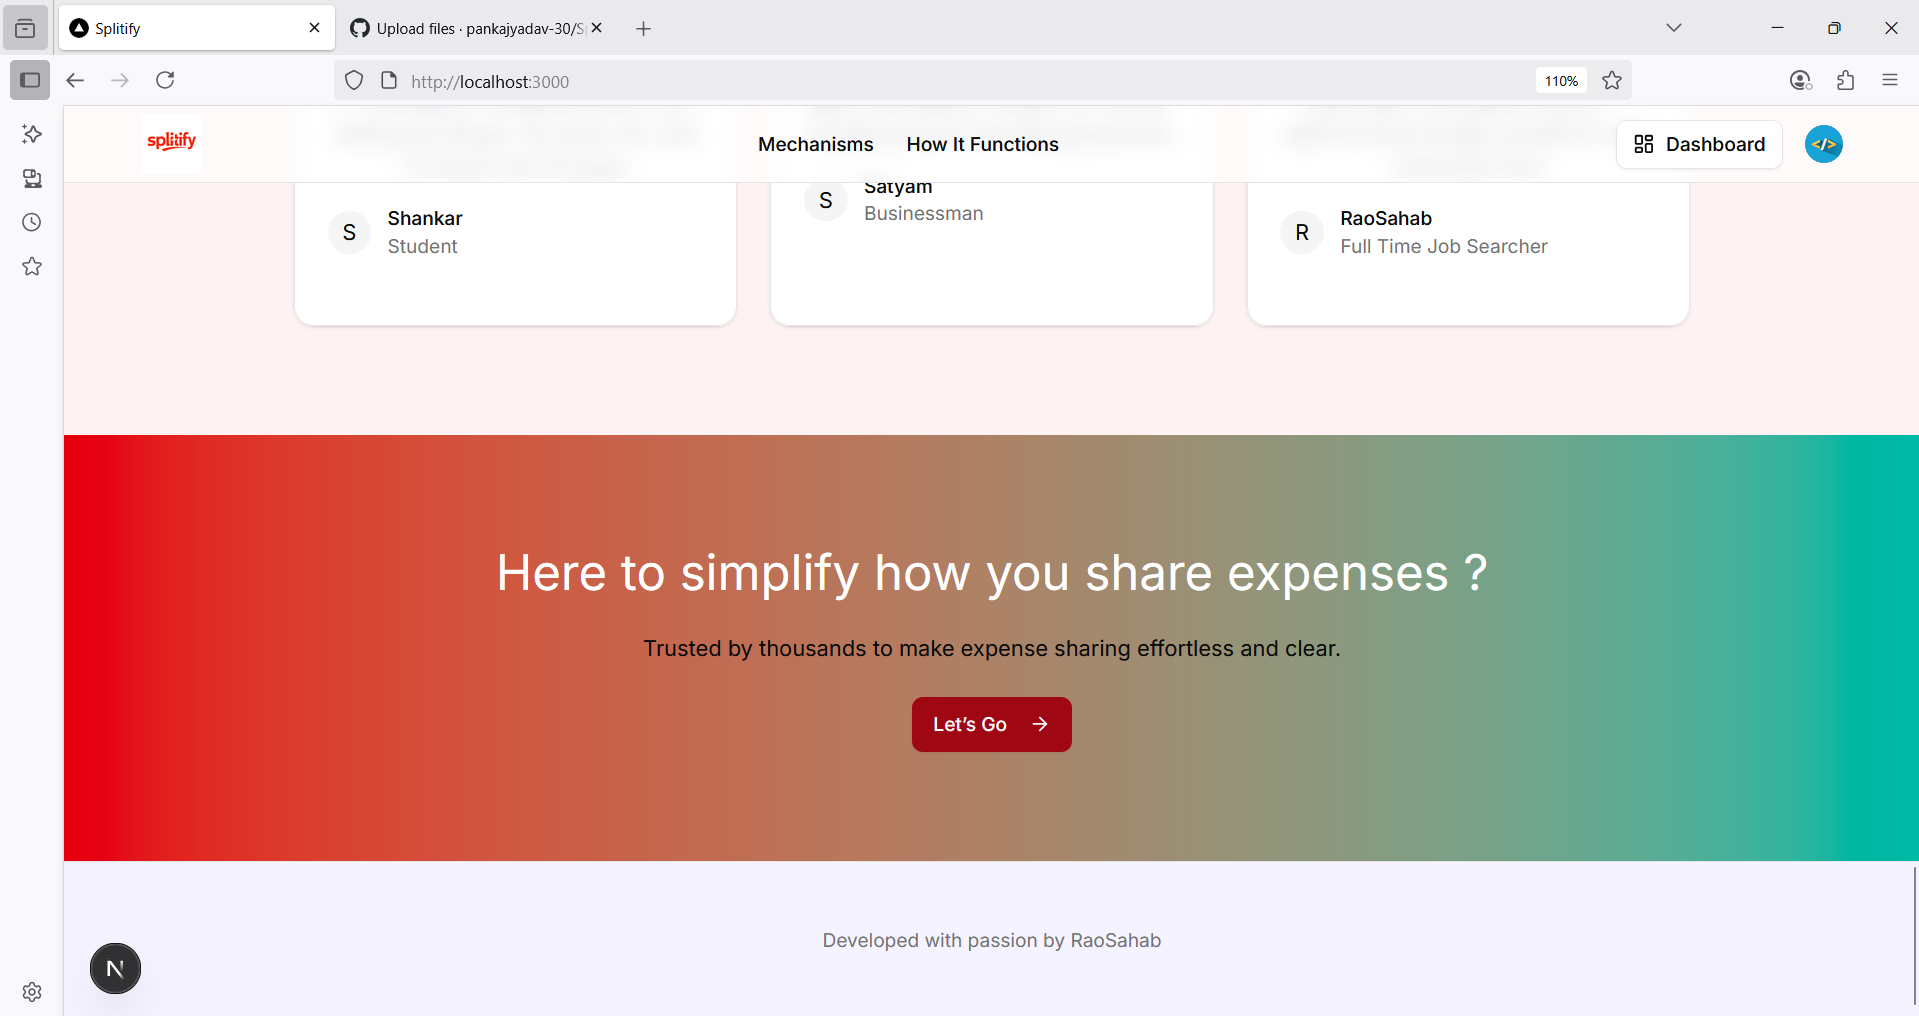 Splitify
Upload files · pankajyadav-30/S
http://localhost:3000
110%
splitify
Mechanisms
How It Functions
Dashboard
</>
S
Shankar
Student
S
Satyam
Businessman
R
RaoSahab
Full Time Job Searcher
Here to simplify how you share expenses ?
Trusted by thousands to make expense sharing effortless and clear.
Let’s Go
Developed with passion by RaoSahab
N